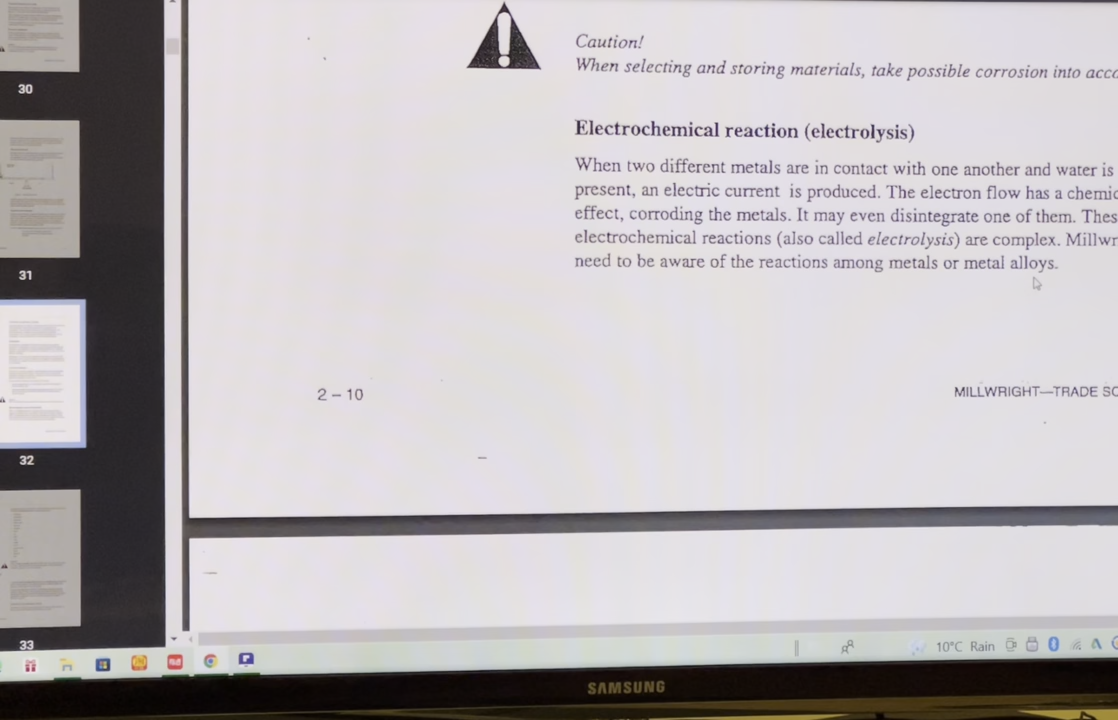 Caution!
When selecting and storing materials, take possible corrosion into
Electrochemical reaction (electrolysis)
When two different metals are in contact with one another and water is
present, an electric current is produced. The electron flow has a
effect, corroding the metals. It may even disintegrate one of them.
electrochemical reactions (also called electrolysis) are complex.
need to be aware of the reactions among metals or metal alloys.
2 – 10
MILLWRIGHT—TRADE
30
31
32
33
10°C Rain
SAMSUNG